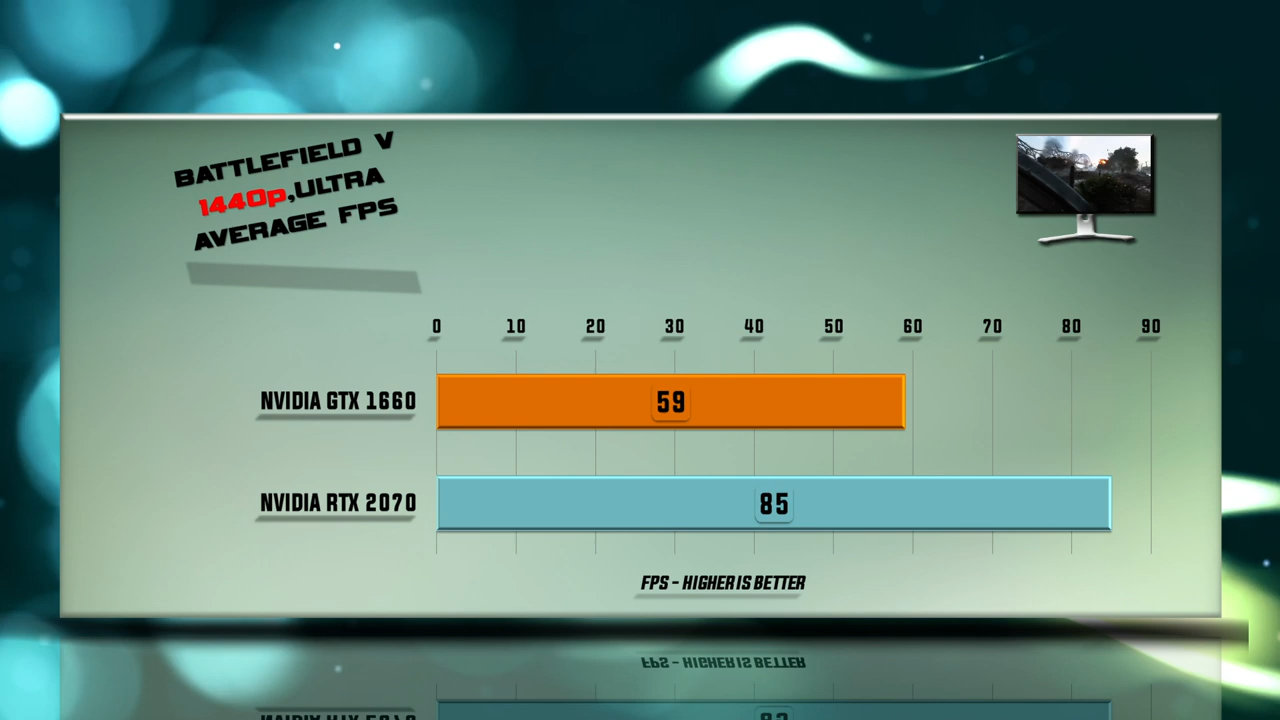 BATTLEFIELD V
1440p,ULTRA
AVERAGE FPS
0 10 20 30 40 50 60 70 80 90
NVIDIA GTX 1660 59
NVIDIA RTX 2070 85
FPS - HIGHER IS BETTER